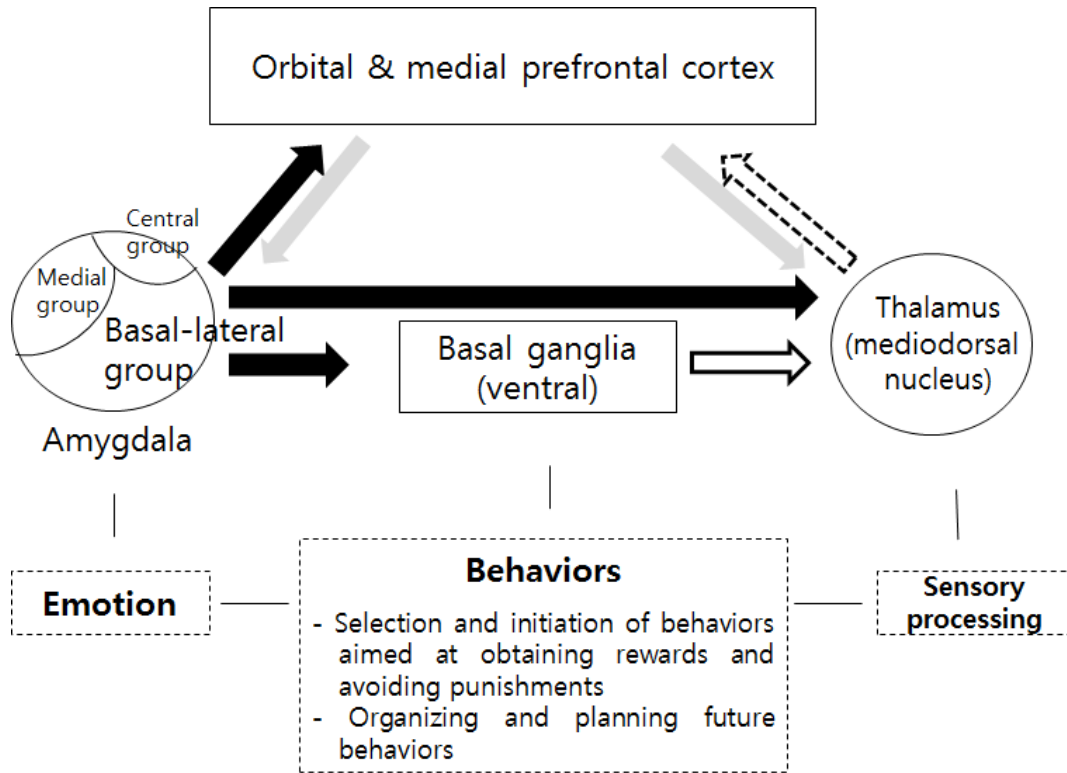 Orbital & medial prefrontal cortex
Central
group
Medial
group
Basal-lateral
group
Amygdala
Basal ganglia
(ventral)
Thalamus
(mediodorsal
nucleus)
Emotion
Behaviors
- Selection and initiation of behaviors
aimed at obtaining rewards and
avoiding punishments
- Organizing and planning future
behaviors
Sensory
processing